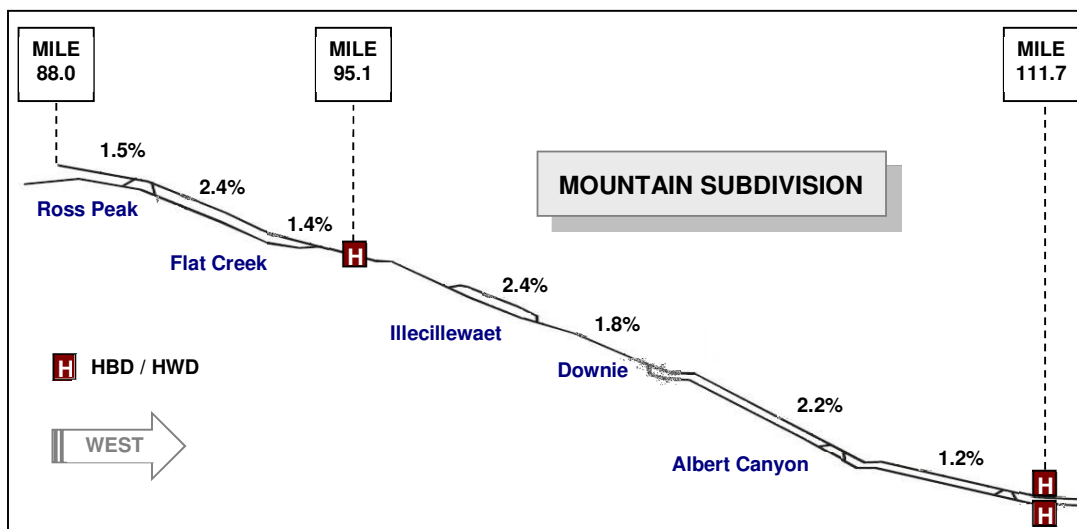 MILE
88.0
MILE
95.1
MILE
111.7
1.5%
2.4%
1.4%
MOUNTAIN SUBDIVISION
Ross Peak
Flat Creek
H
2.4%
Illecillewaet
1.8%
Downie
H HBD / HWD
2.2%
WEST
Albert Canyon
1.2%
H
H